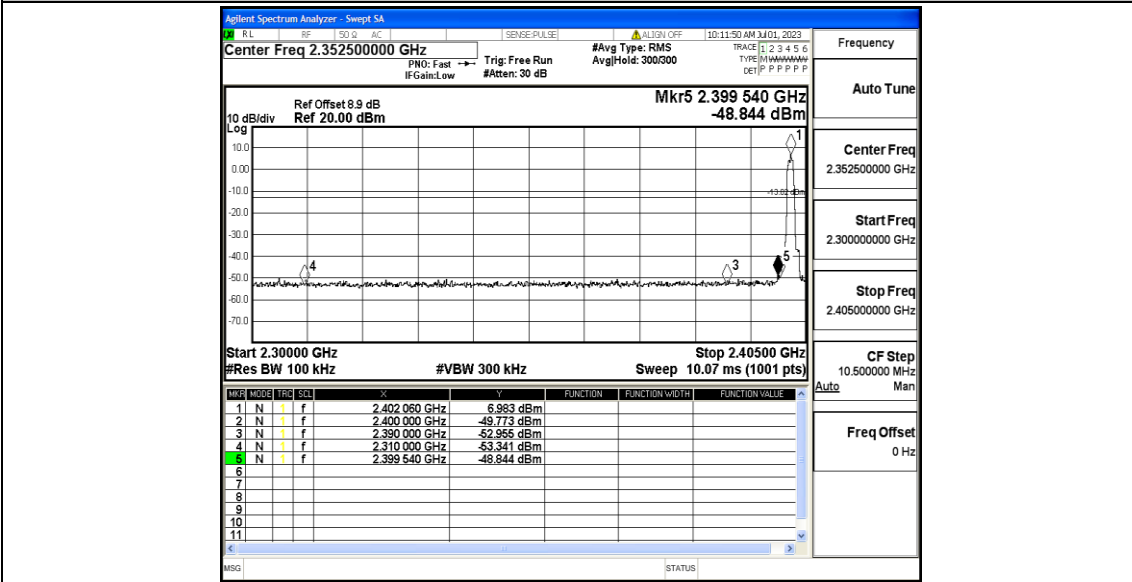 Agilent Spectrum Analyzer - Swept SA
RL RF 50 Ω AC SENSE:PULSE ALIGN OFF 10:11:50 AM Jul 01, 2023
Center Freq 2.352500000 GHz
PNO: Fast
IFGain:Low
Trig: Free Run
#Atten: 30 dB
#Avg Type: RMS
Avg|Hold: 300/300
TRACE 1 2 3 4 5 6
TYPE
DET P P P P P P
Ref Offset 8.9 dB
10 dB/div Ref 20.00 dBm
Log
Mkr5 2.399 540 GHz
-48.844 dBm
10.0
0.00
-10.0
-20.0
-30.0
-40.0
-50.0
-60.0
-70.0
1
-13.02 dBm
4
3
5
Start 2.30000 GHz Stop 2.40500 GHz
#Res BW 100 kHz #VBW 300 kHz Sweep 10.07 ms (1001 pts)
MKR MODE TRC SCL X Y FUNCTION FUNCTION WIDTH FUNCTION VALUE
1 N 1 f 2.402 060 GHz 6.983 dBm
2 N 1 f 2.400 000 GHz -49.773 dBm
3 N 1 f 2.390 000 GHz -52.955 dBm
4 N 1 f 2.310 000 GHz -53.341 dBm
5 N 1 f 2.399 540 GHz -48.844 dBm
6
7
8
9
10
11
MSG STATUS
Frequency
Auto Tune
Center Freq
2.352500000 GHz
Start Freq
2.300000000 GHz
Stop Freq
2.405000000 GHz
CF Step
10.500000 MHz
Auto Man
Freq Offset
0 Hz